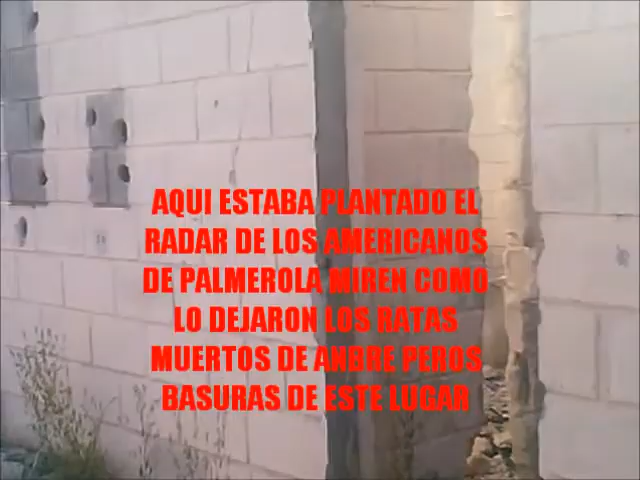 AQUI ESTABA PLANTADO EL
RADAR DE LOS AMERICANOS
DE PALMEROLA MIREN COMO
LO DEJARON LOS RATAS
MUERTOS DE ANBRE PEROS
BASURAS DE ESTE LUGAR